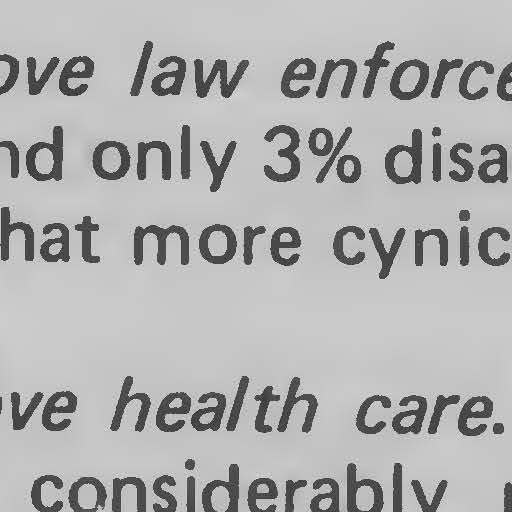 ove law enforce
nd only 3% disa
hat more cynic
ve health care.
considerably